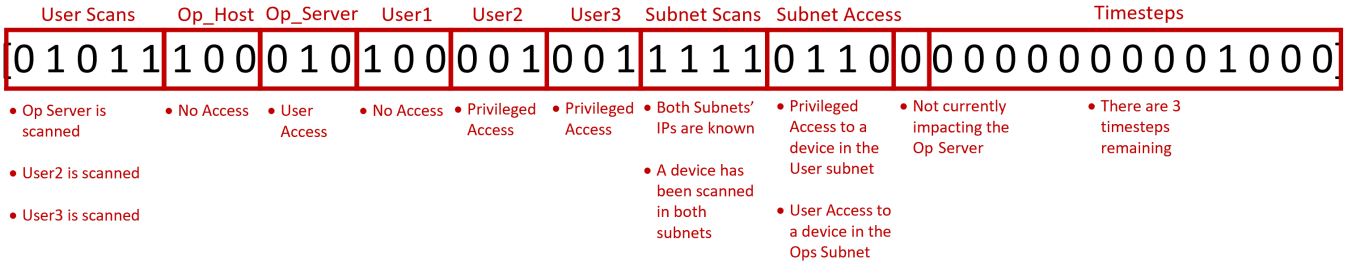 User Scans Op_Host Op_Server User1 User2 User3 Subnet Scans Subnet Access Timesteps
[0 1 0 1 1 1 0 0 0 1 0 1 0 0 0 0 1 0 0 1 1 1 1 1 0 1 1 0 0 0 0 0 0 0 0 0 0 0 1 0 0 0]
• Op Server is
scanned
• User2 is scanned
• User3 is scanned
• No Access
• User
Access
• No Access
• Privileged
Access
• Privileged
Access
• Both Subnets'
IPs are known
• A device has
been scanned
in both
subnets
• Privileged
Access to a
device in the
User subnet
• User Access to
a device in the
Ops Subnet
• Not currently
impacting the
Op Server
• There are 3
timesteps
remaining